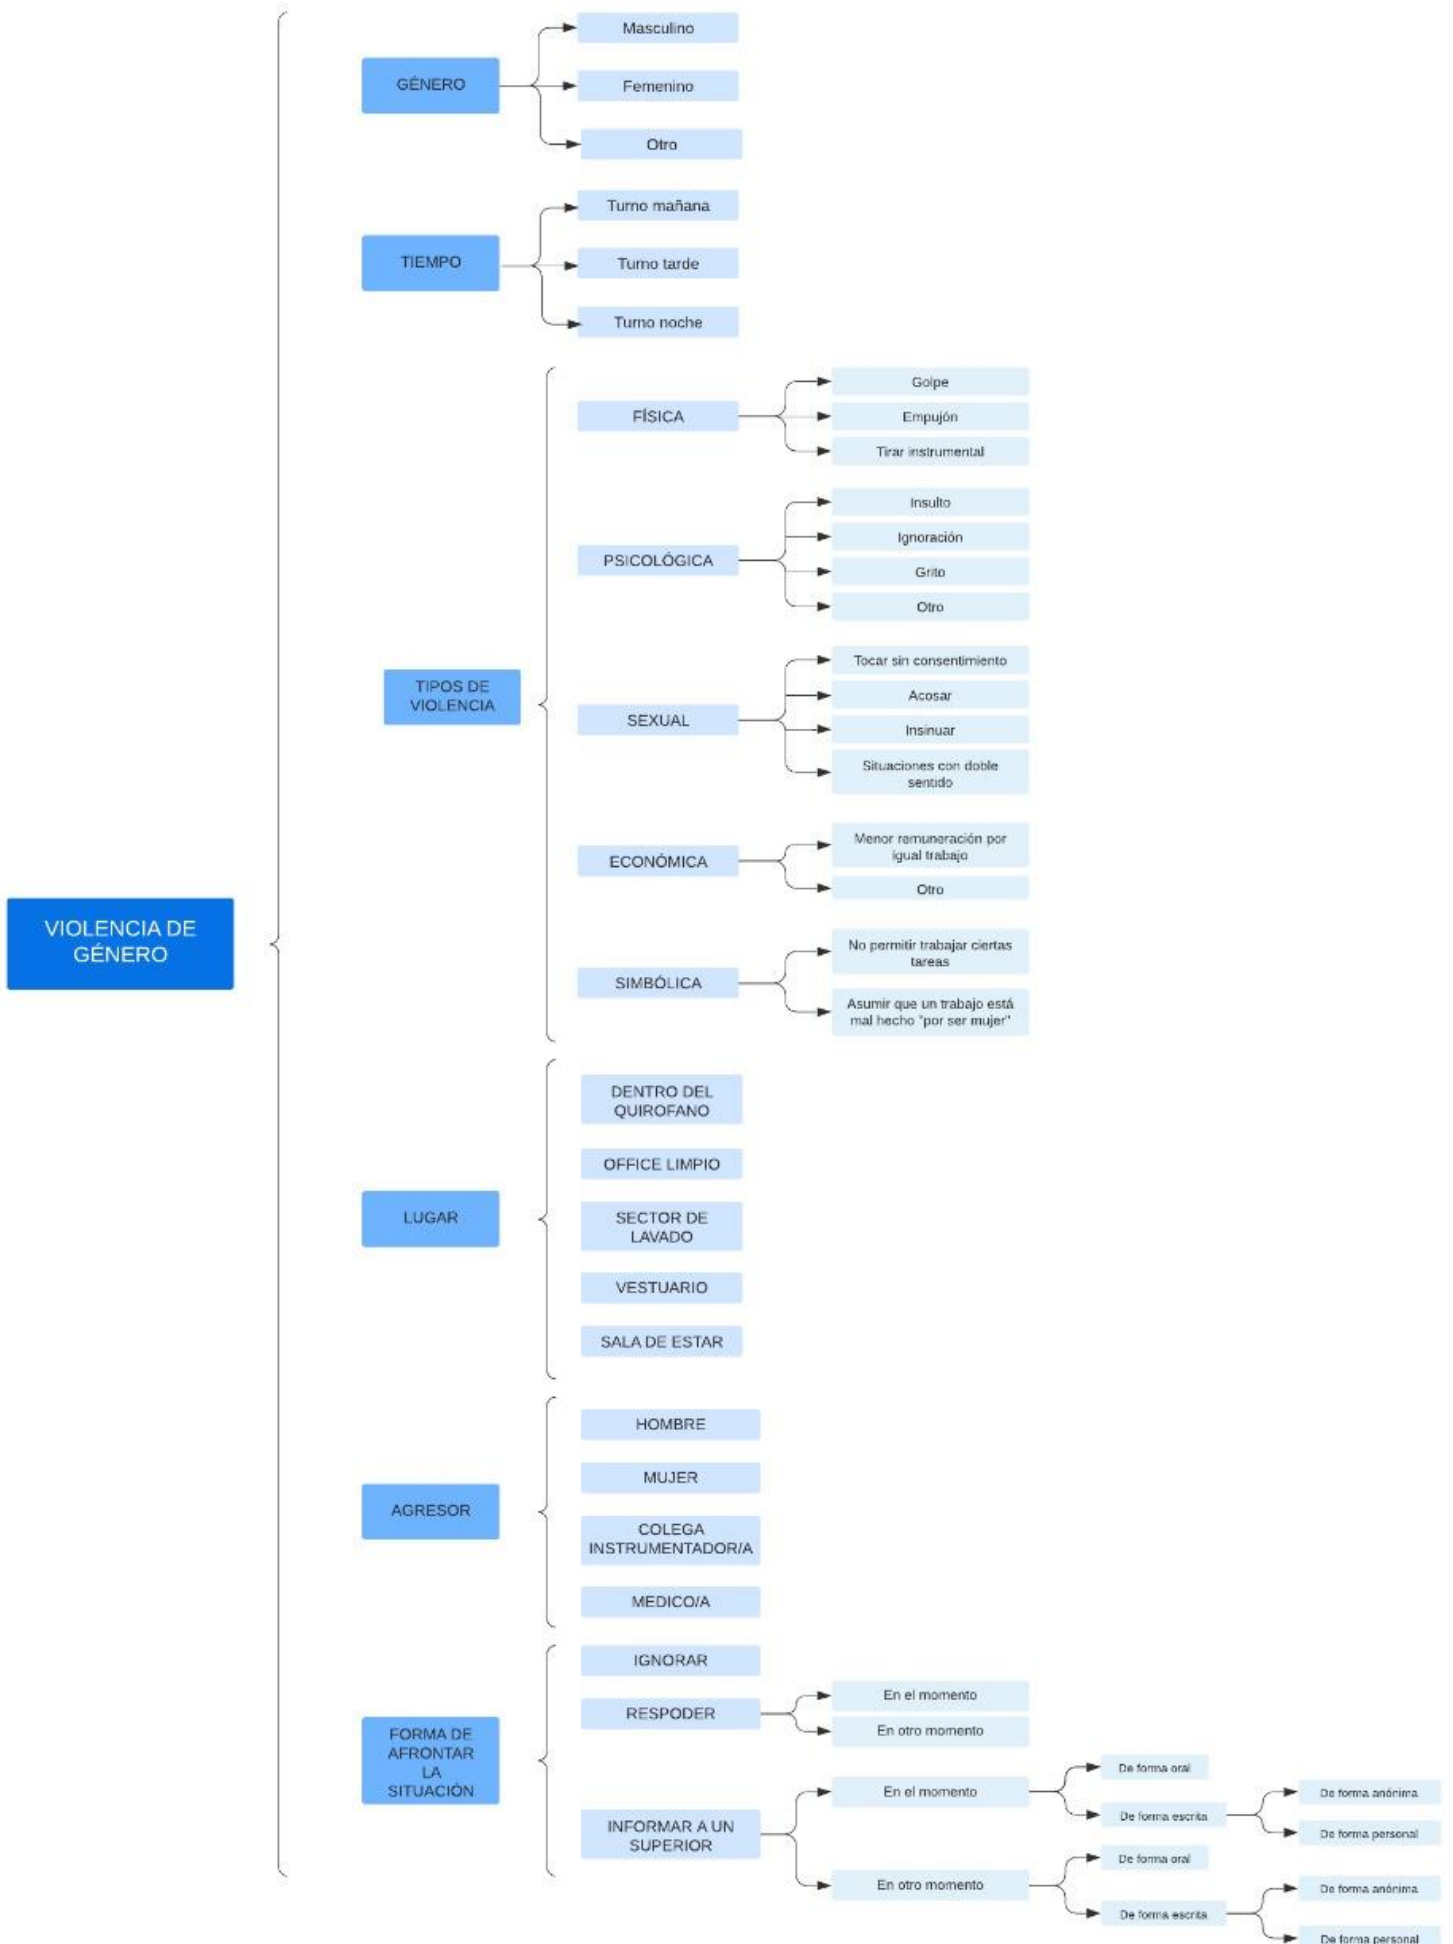 Masculino
GÉNERO
Femenino
Otro
Turno mañana
TIEMPO
Turno tarde
Turno noche
Golpe
FÍSICA
Empujón
Tirar instrumental
Insulto
Ignoración
PSICOLÓGICA
Grito
Otro
Tocar sin consentimiento
TIPOS DE
VIOLENCIA
Acosar
SEXUAL
Insinuar
Situaciones con doble
sentido
Menor remuneración por
igual trabajo
ECONÓMICA
Otro
VIOLENCIA DE
GÉNERO
No permitir trabajar ciertas
tareas
SIMBÓLICA
Asumir que un trabajo está
mal hecho "por ser mujer"
DENTRO DEL
QUIROFANO
OFFICE LIMPIO
LUGAR
SECTOR DE
LAVADO
VESTUARIO
SALA DE ESTAR
HOMBRE
MUJER
AGRESOR
COLEGA
INSTRUMENTADOR/A
MEDICO/A
IGNORAR
RESPODER
En el momento
En otro momento
FORMA DE
AFRONTAR
LA
SITUACIÓN
INFORMAR A UN
SUPERIOR
En el momento
De forma oral
De forma escrita
De forma anónima
De forma personal
En otro momento
De forma oral
De forma escrita
De forma anónima
De forma personal